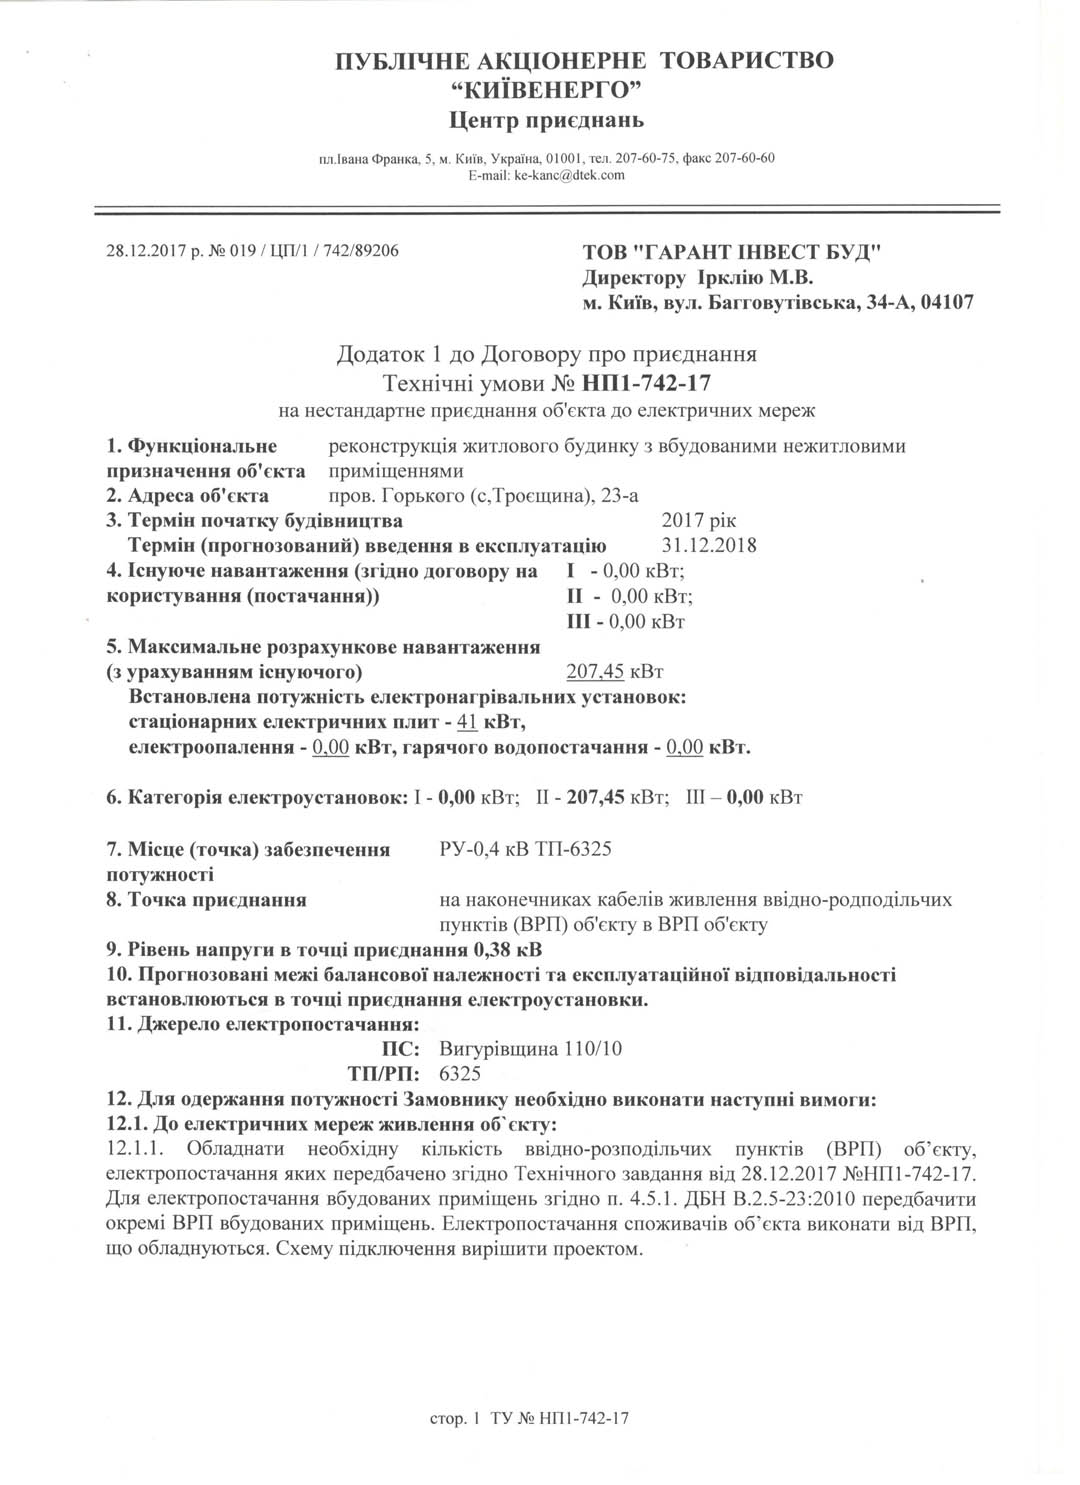 ПУБЛІЧНЕ АКЦІОНЕРНЕ ТОВАРИСТВО
“КИЇВЕНЕРГО”
Центр приєднань
пл.Івана Франка, 5, м. Київ, Україна, 01001, тел. 207-60-75, факс 207-60-60
E-mail: ke-kanc@dtek.com
28.12.2017 р. № 019 / ЦП/1 / 742/89206
ТОВ "ГАРАНТ ІНВЕСТ БУД"
Директору Ірклію М.В.
м. Київ, вул. Багговутівська, 34-А, 04107
Додаток 1 до Договору про приєднання
Технічні умови № НП1-742-17
на нестандартне приєднання об'єкта до електричних мереж
1. Функціональне реконструкція житлового будинку з вбудованими нежитловими
призначення об'єкта приміщеннями
2. Адреса об'єкта пров. Горького (с,Троєщина), 23-а
3. Термін початку будівництва 2017 рік
Термін (прогнозований) введення в експлуатацію 31.12.2018
4. Існуюче навантаження (згідно договору на І - 0,00 кВт;
користування (постачання)) ІІ - 0,00 кВт;
ІІІ - 0,00 кВт
5. Максимальне розрахункове навантаження
(з урахуванням існуючого) 207,45 кВт
Встановлена потужність електронагрівальних установок:
стаціонарних електричних плит - 41 кВт,
електроопалення - 0,00 кВт, гарячого водопостачання - 0,00 кВт.
6. Категорія електроустановок: І - 0,00 кВт; ІІ - 207,45 кВт; ІІІ – 0,00 кВт
7. Місце (точка) забезпечення РУ-0,4 кВ ТП-6325
потужності
8. Точка приєднання на наконечниках кабелів живлення ввідно-родподільчих
пунктів (ВРП) об'єкту в ВРП об'єкту
9. Рівень напруги в точці приєднання 0,38 кВ
10. Прогнозовані межі балансової належності та експлуатаційної відповідальності
встановлюються в точці приєднання електроустановки.
11. Джерело електропостачання:
ПС: Вигурівщина 110/10
ТП/РП: 6325
12. Для одержання потужності Замовнику необхідно виконати наступні вимоги:
12.1. До електричних мереж живлення об`єкту:
12.1.1. Обладнати необхідну кількість ввідно-розподільчих пунктів (ВРП) об’єкту,
електропостачання яких передбачено згідно Технічного завдання від 28.12.2017 №НП1-742-17.
Для електропостачання вбудованих приміщень згідно п. 4.5.1. ДБН В.2.5-23:2010 передбачити
окремі ВРП вбудованих приміщень. Електропостачання споживачів об’єкта виконати від ВРП,
що обладнуються. Схему підключення вирішити проектом.
стор. 1 ТУ № НП1-742-17